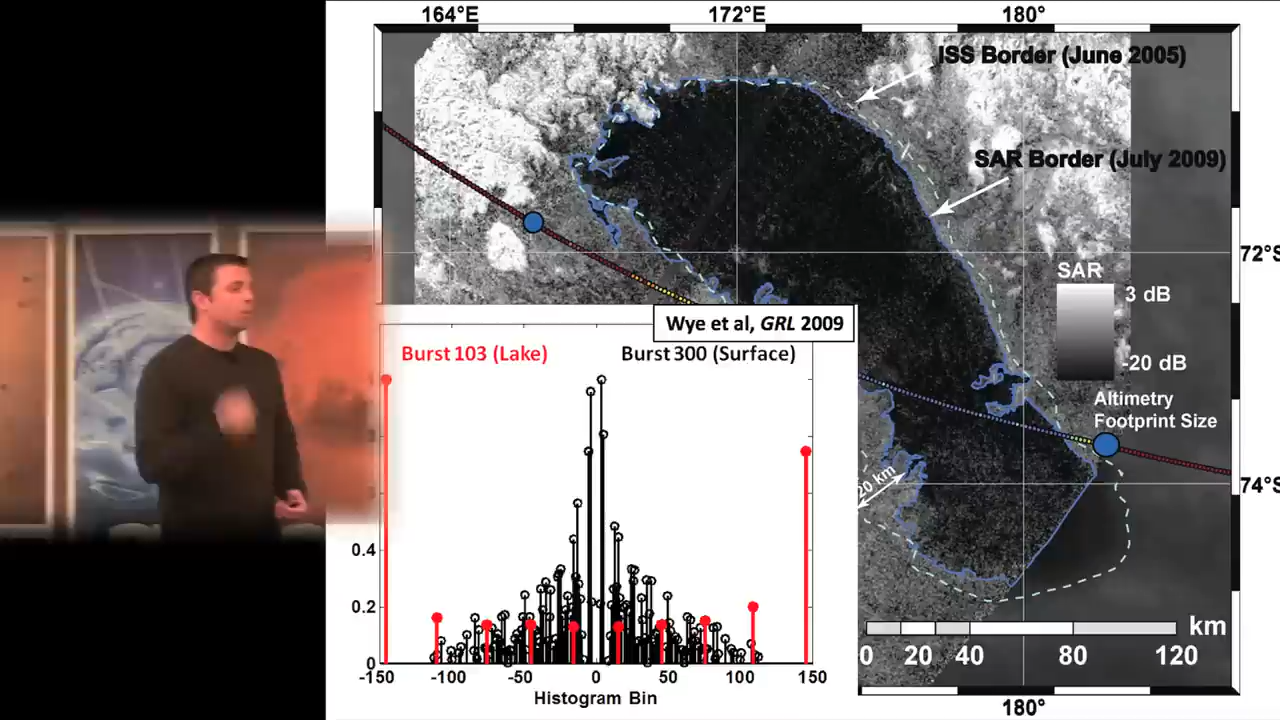 164°E
172°E
180°
ISS Border (June 2005)
SAR Border (July 2009)
72°S
SAR
3 dB
-20 dB
Wye et al, GRL 2009
Burst 103 (Lake)
Burst 300 (Surface)
Altimetry
Footprint Size
20 km
74°S
0.4
0.2
0
-150
-100
-50
0
50
100
150
Histogram Bin
km
0
20
40
80
120
180°